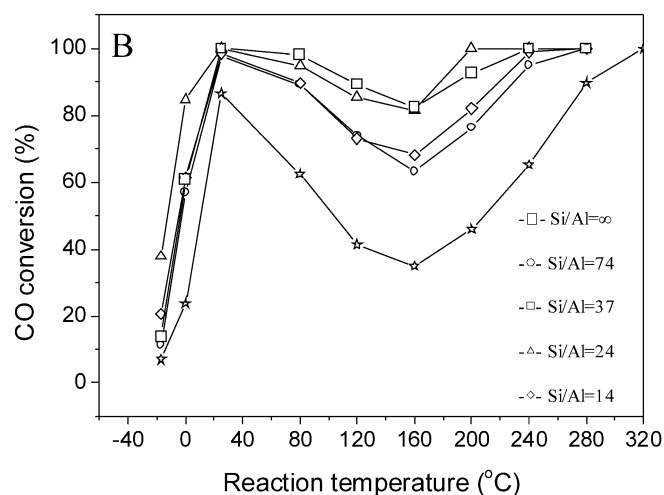 B
100
80
60
40
20
0
CO conversion (%)
Si/Al=∞
Si/Al=74
Si/Al=37
Si/Al=24
Si/Al=14
-40 0 40 80 120 160 200 240 280 320
Reaction temperature (°C)